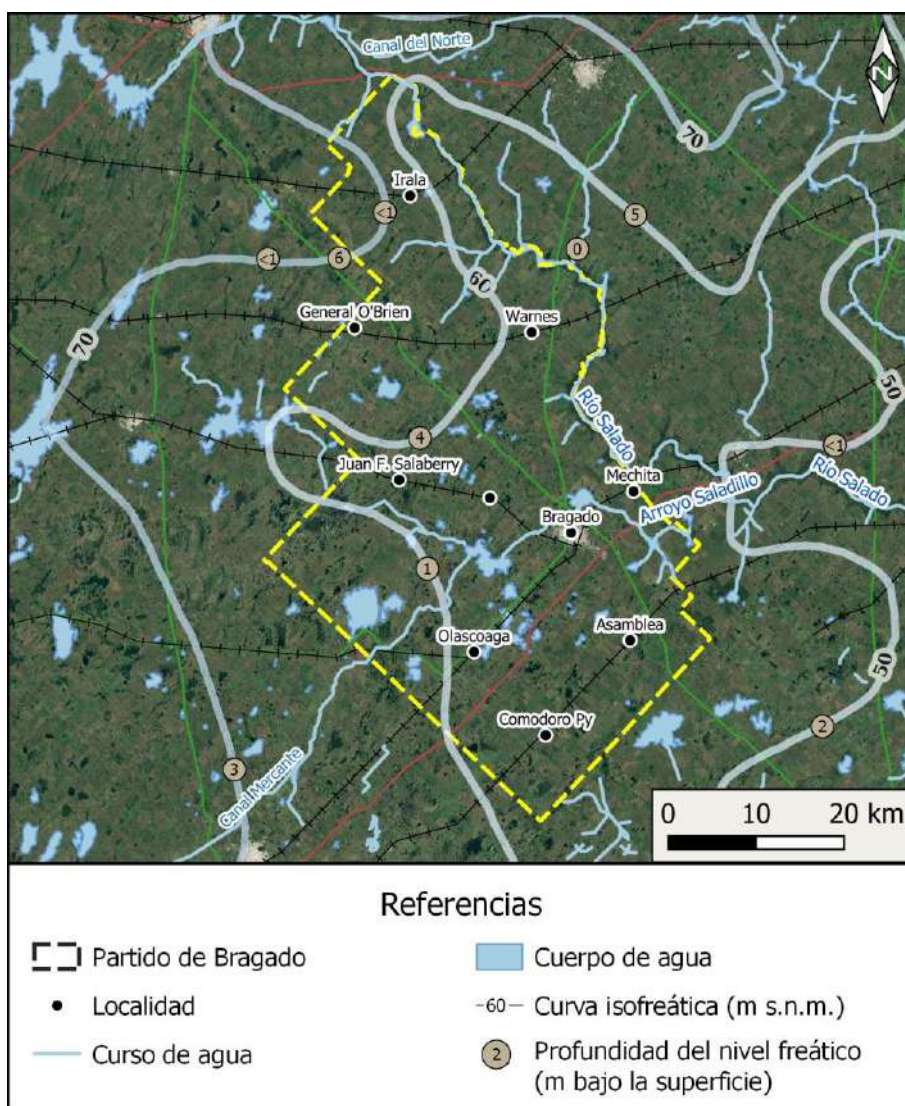 Canal del Norte
N
70
Irala
<1
5
0
<1
6
60
General O'Brien
Warnes
70
50
Río Salado
4
<1
Juan F. Salaberry
Mechita
Río Salado
Arroyo Saladillo
Bragado
1
Olascoaga
Asamblea
50
Comodoro Py
2
3
Canal Mercante
0 10 20 km
Referencias
Partido de Bragado
Cuerpo de agua
Localidad
-60- Curva isofreática (m s.n.m.)
Curso de agua
2 Profundidad del nivel freático
(m bajo la superficie)